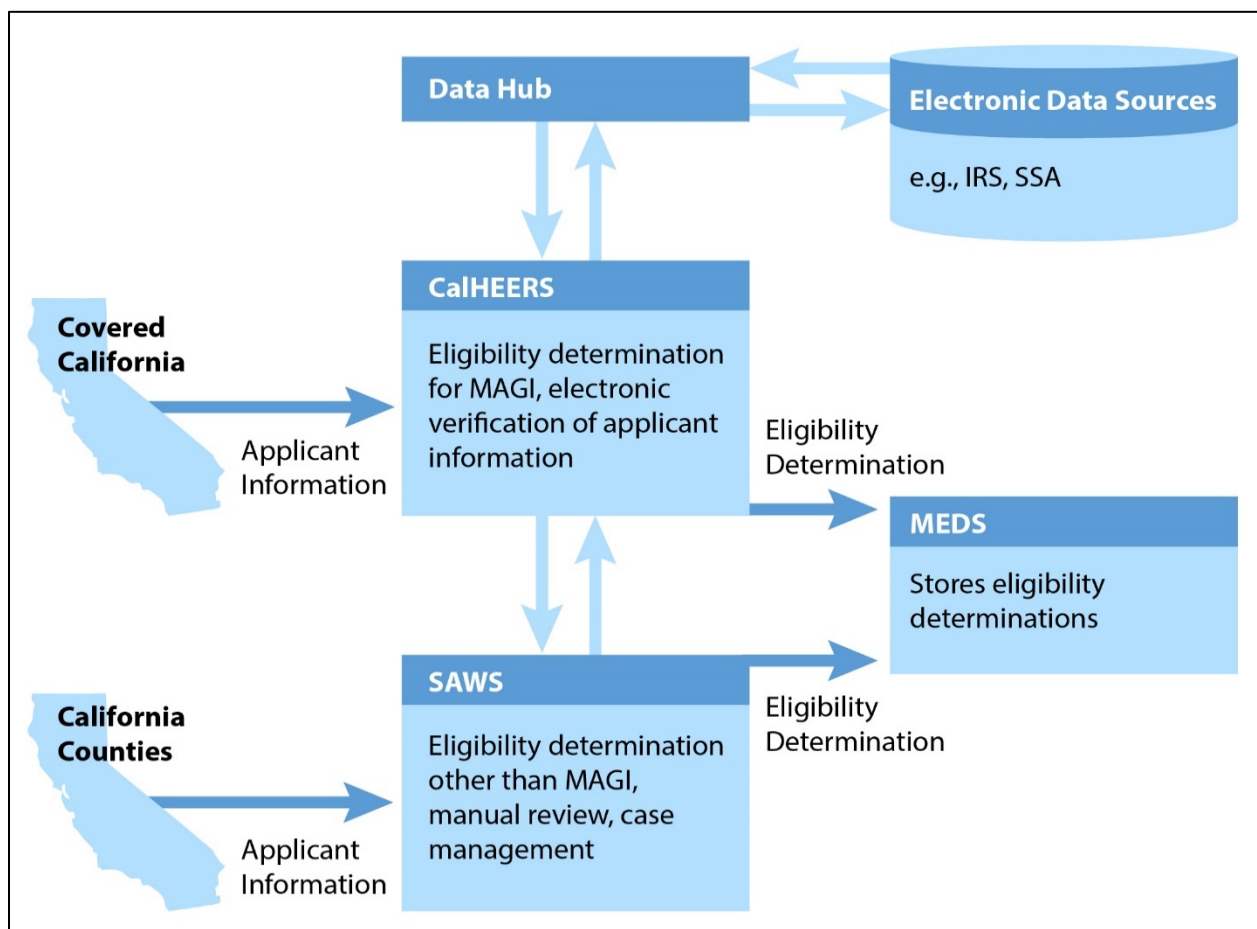 Data Hub
Electronic Data Sources
e.g., IRS, SSA
CalHEERS
Eligibility determination
for MAGI, electronic
verification of applicant
information
Covered
California
Applicant
Information
Eligibility
Determination
MEDS
Stores eligibility
determinations
SAWS
Eligibility determination
other than MAGI,
manual review, case
management
Eligibility
Determination
California
Counties
Applicant
Information